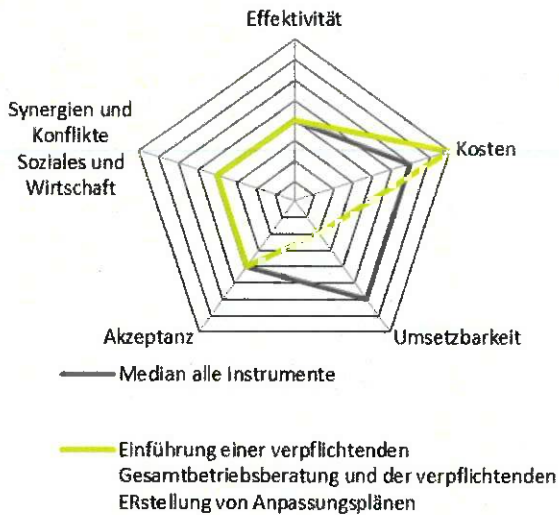 Effektivität
Synergien und
Konflikte
Soziales und
Wirtschaft
Kosten
Akzeptanz
Umsetzbarkeit
Median alle Instrumente
Einführung einer verpflichtenden
Gesamtbetriebsberatung und der verpflichtenden
ERstellung von Anpassungsplänen